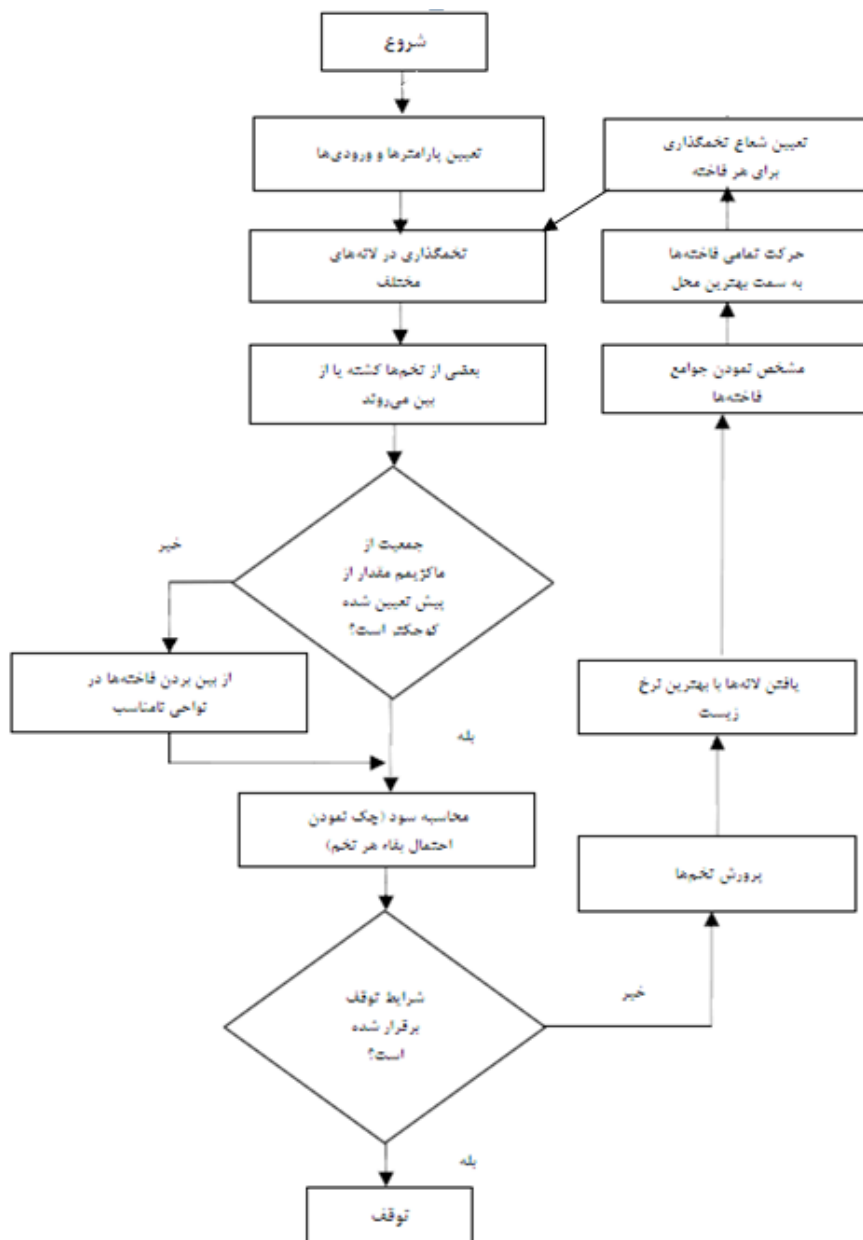 شروع
تعیین پارامترها و ورودی‌ها
تخمگذاری در لانه‌های
مختلف
بعضی از تخم‌ها کشته یا از
بین می‌روند
جمعیت از
ماکزیمم مقدار از
پیش تعیین شده
کوچکتر است؟
خیر
از بین بردن فاخته‌ها در
نواحی نامناسب
بله
محاسبه سود (چک نمودن
احتمال بقاء هر تخم)
شرایط توقف
برقرار شده
است؟
بله
توقف
خیر
پرورش تخم‌ها
یافتن لانه‌ها با بهترین نرخ
زیست
مشخص نمودن جوامع
فاخته‌ها
حرکت تمامی فاخته‌ها
به سمت بهترین محل
تعیین شعاع تخمگذاری
برای هر فاخته